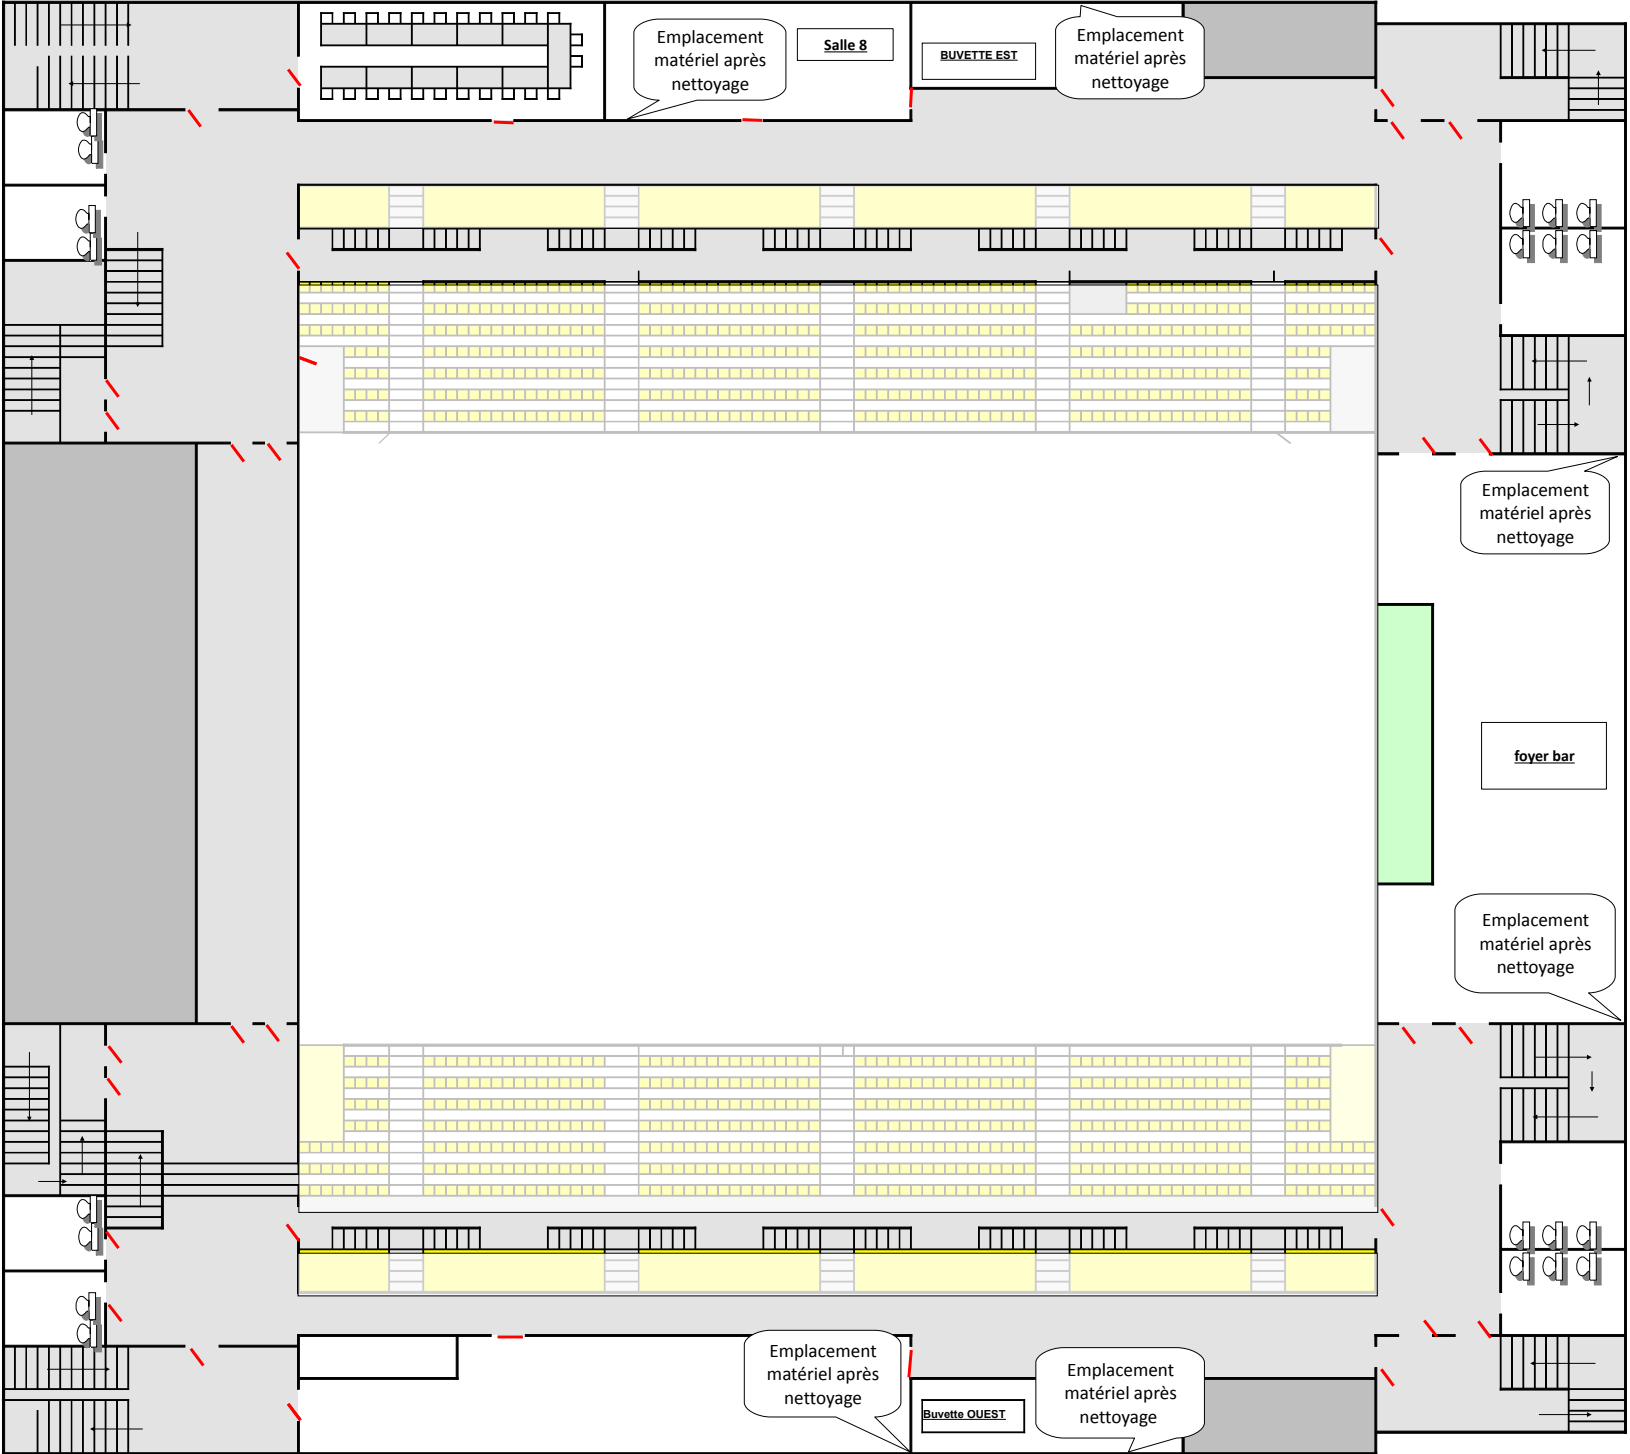 Emplacement
matériel après
nettoyage
Salle 8
BUVETTE EST
Emplacement
matériel après
nettoyage
Emplacement
matériel après
nettoyage
foyer bar
Emplacement
matériel après
nettoyage
Emplacement
matériel après
nettoyage
Buvette OUEST
Emplacement
matériel après
nettoyage